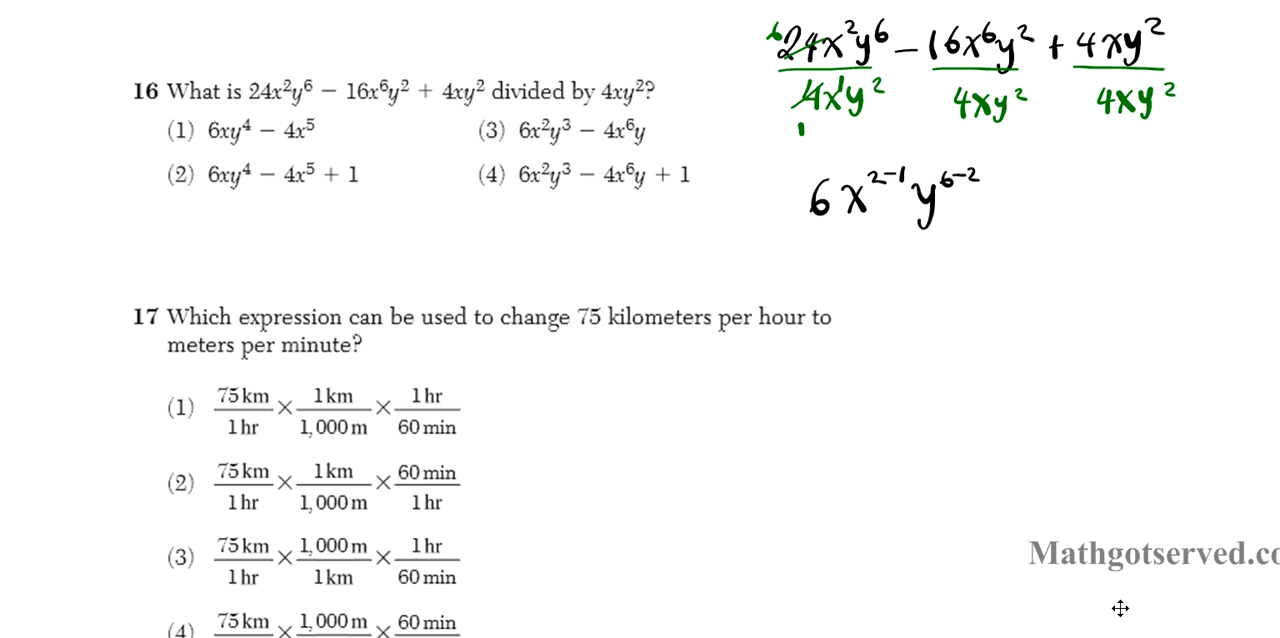 16 What is 24x²y⁶ − 16x⁶y² + 4xy² divided by 4xy²?
(1) 6xy⁴ − 4x⁵
(3) 6x²y³ − 4x⁶y
(2) 6xy⁴ − 4x⁵ + 1
(4) 6x²y³ − 4x⁶y + 1
6 24x²y⁶ − 16x⁶y² + 4xy²
4x¹y² 4xy² 4xy²
1
6x²⁻¹y⁶⁻²
17 Which expression can be used to change 75 kilometers per hour to
meters per minute?
(1) 75 km/1 hr × 1 km/1,000 m × 1 hr/60 min
(2) 75 km/1 hr × 1 km/1,000 m × 60 min/1 hr
(3) 75 km/1 hr × 1,000 m/1 km × 1 hr/60 min
(4) 75 km × 1,000 m × 60 min
Mathgotserved.co